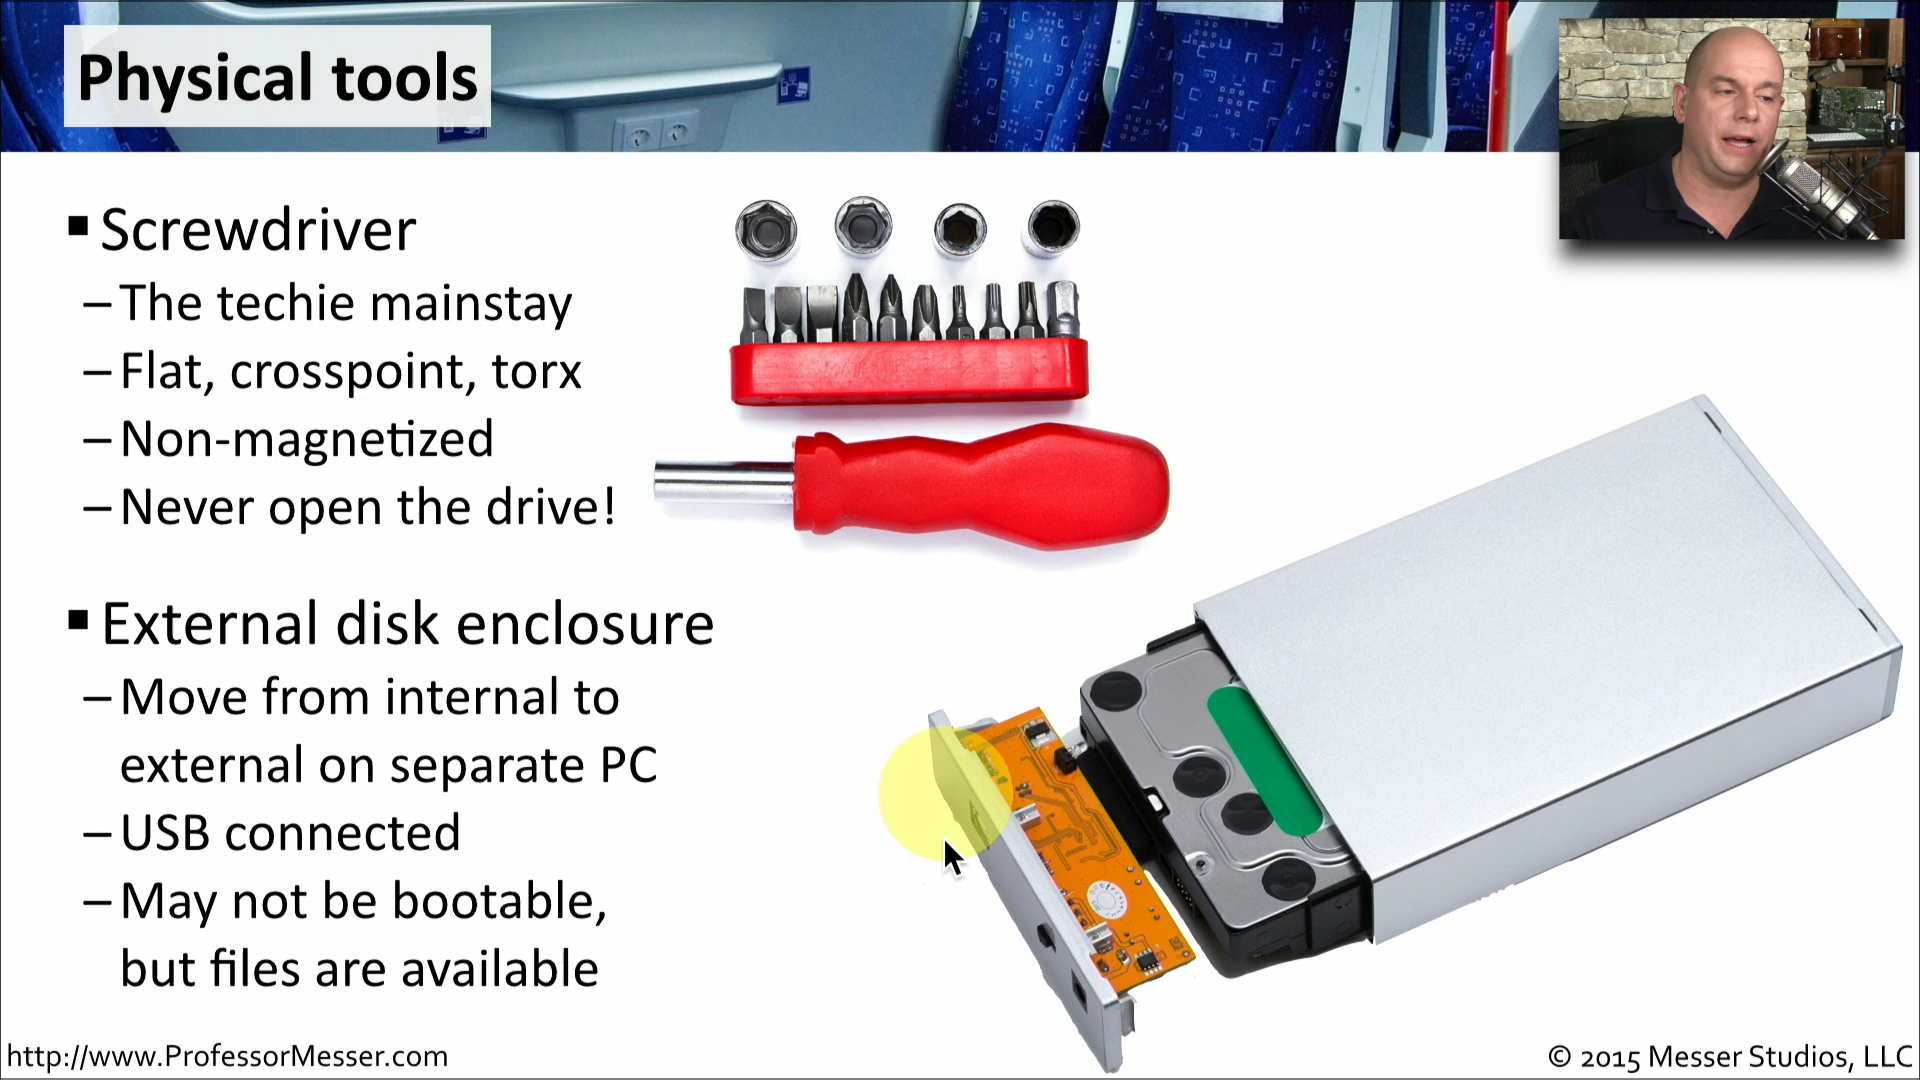 Physical tools
▪ Screwdriver
– The techie mainstay
– Flat, crosspoint, torx
– Non-magnetized
– Never open the drive!
▪ External disk enclosure
– Move from internal to
external on separate PC
– USB connected
– May not be bootable,
but files are available
http://www.ProfessorMesser.com
© 2015 Messer Studios, LLC